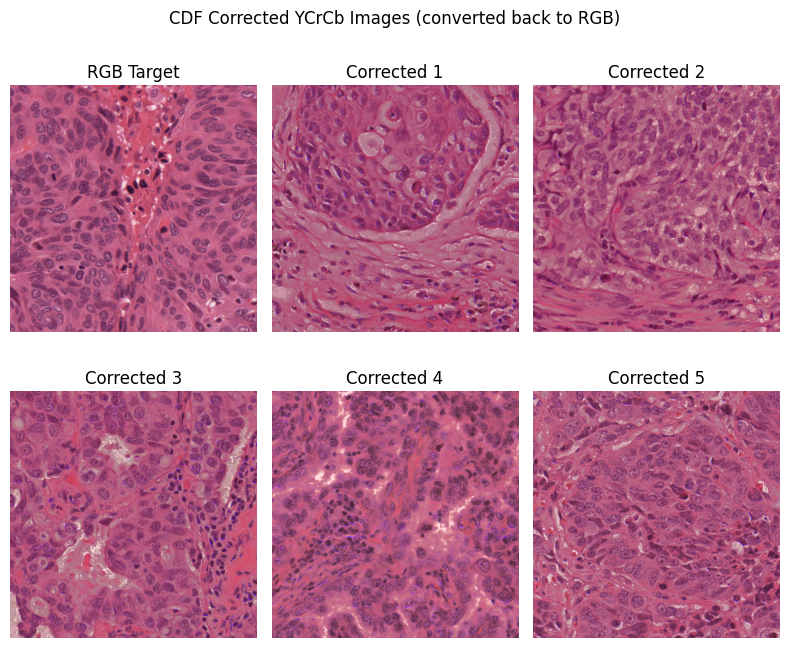 CDF Corrected YCrCb Images (converted back to RGB)
RGB Target
Corrected 1
Corrected 2
Corrected 3
Corrected 4
Corrected 5